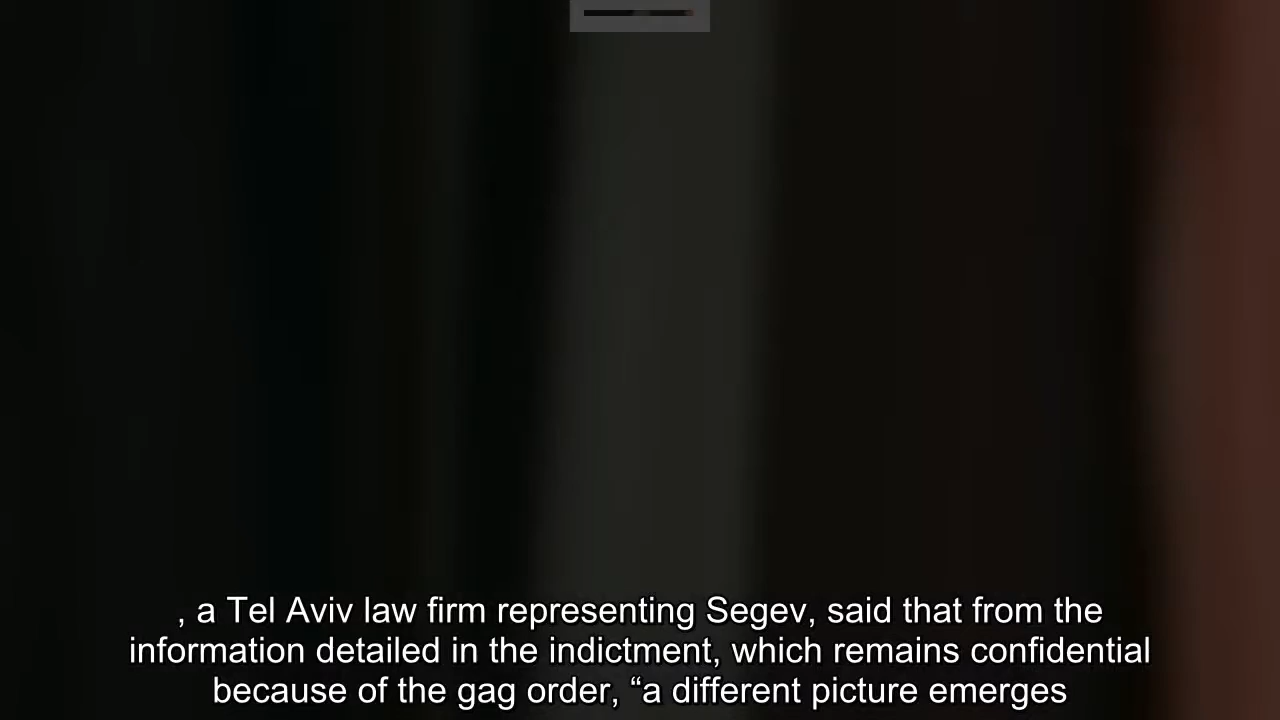 , a Tel Aviv law firm representing Segev, said that from the
information detailed in the indictment, which remains confidential
because of the gag order, “a different picture emerges